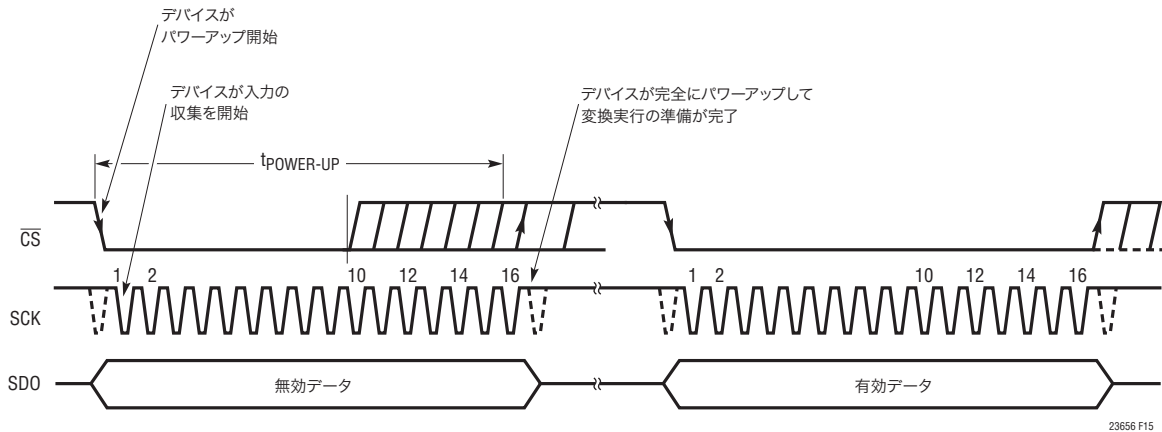 デバイスが
パワーアップ開始
デバイスが入力の
収集を開始
デバイスが完全にパワーアップして
変換実行の準備が完了
tPOWER-UP
CS
1 2 10 12 14 16 1 2 10 12 14 16
SCK
SDO 無効データ 有効データ
23656 F15